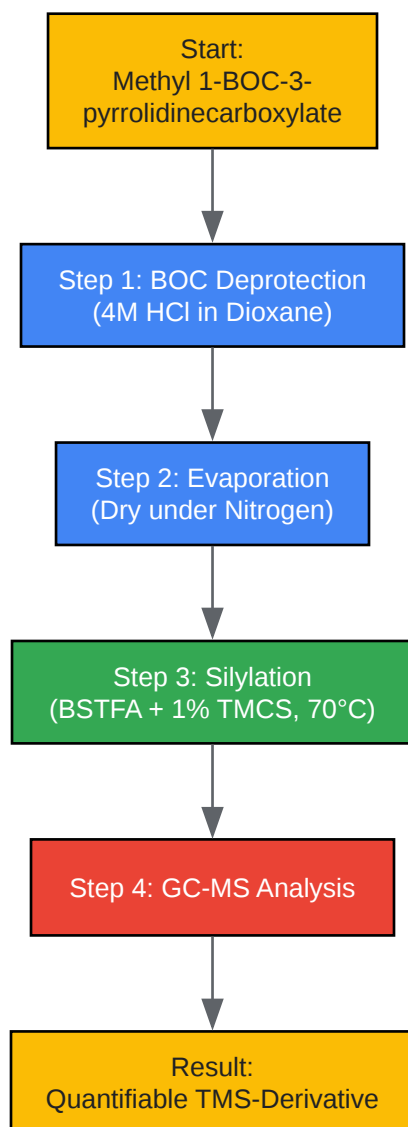 Start:
Methyl 1-BOC-3-
pyrrolidinecarboxylate
Step 1: BOC Deprotection
(4M HCl in Dioxane)
Step 2: Evaporation
(Dry under Nitrogen)
Step 3: Silylation
(BSTFA + 1% TMCS, 70°C)
Step 4: GC-MS Analysis
Result:
Quantifiable TMS-Derivative